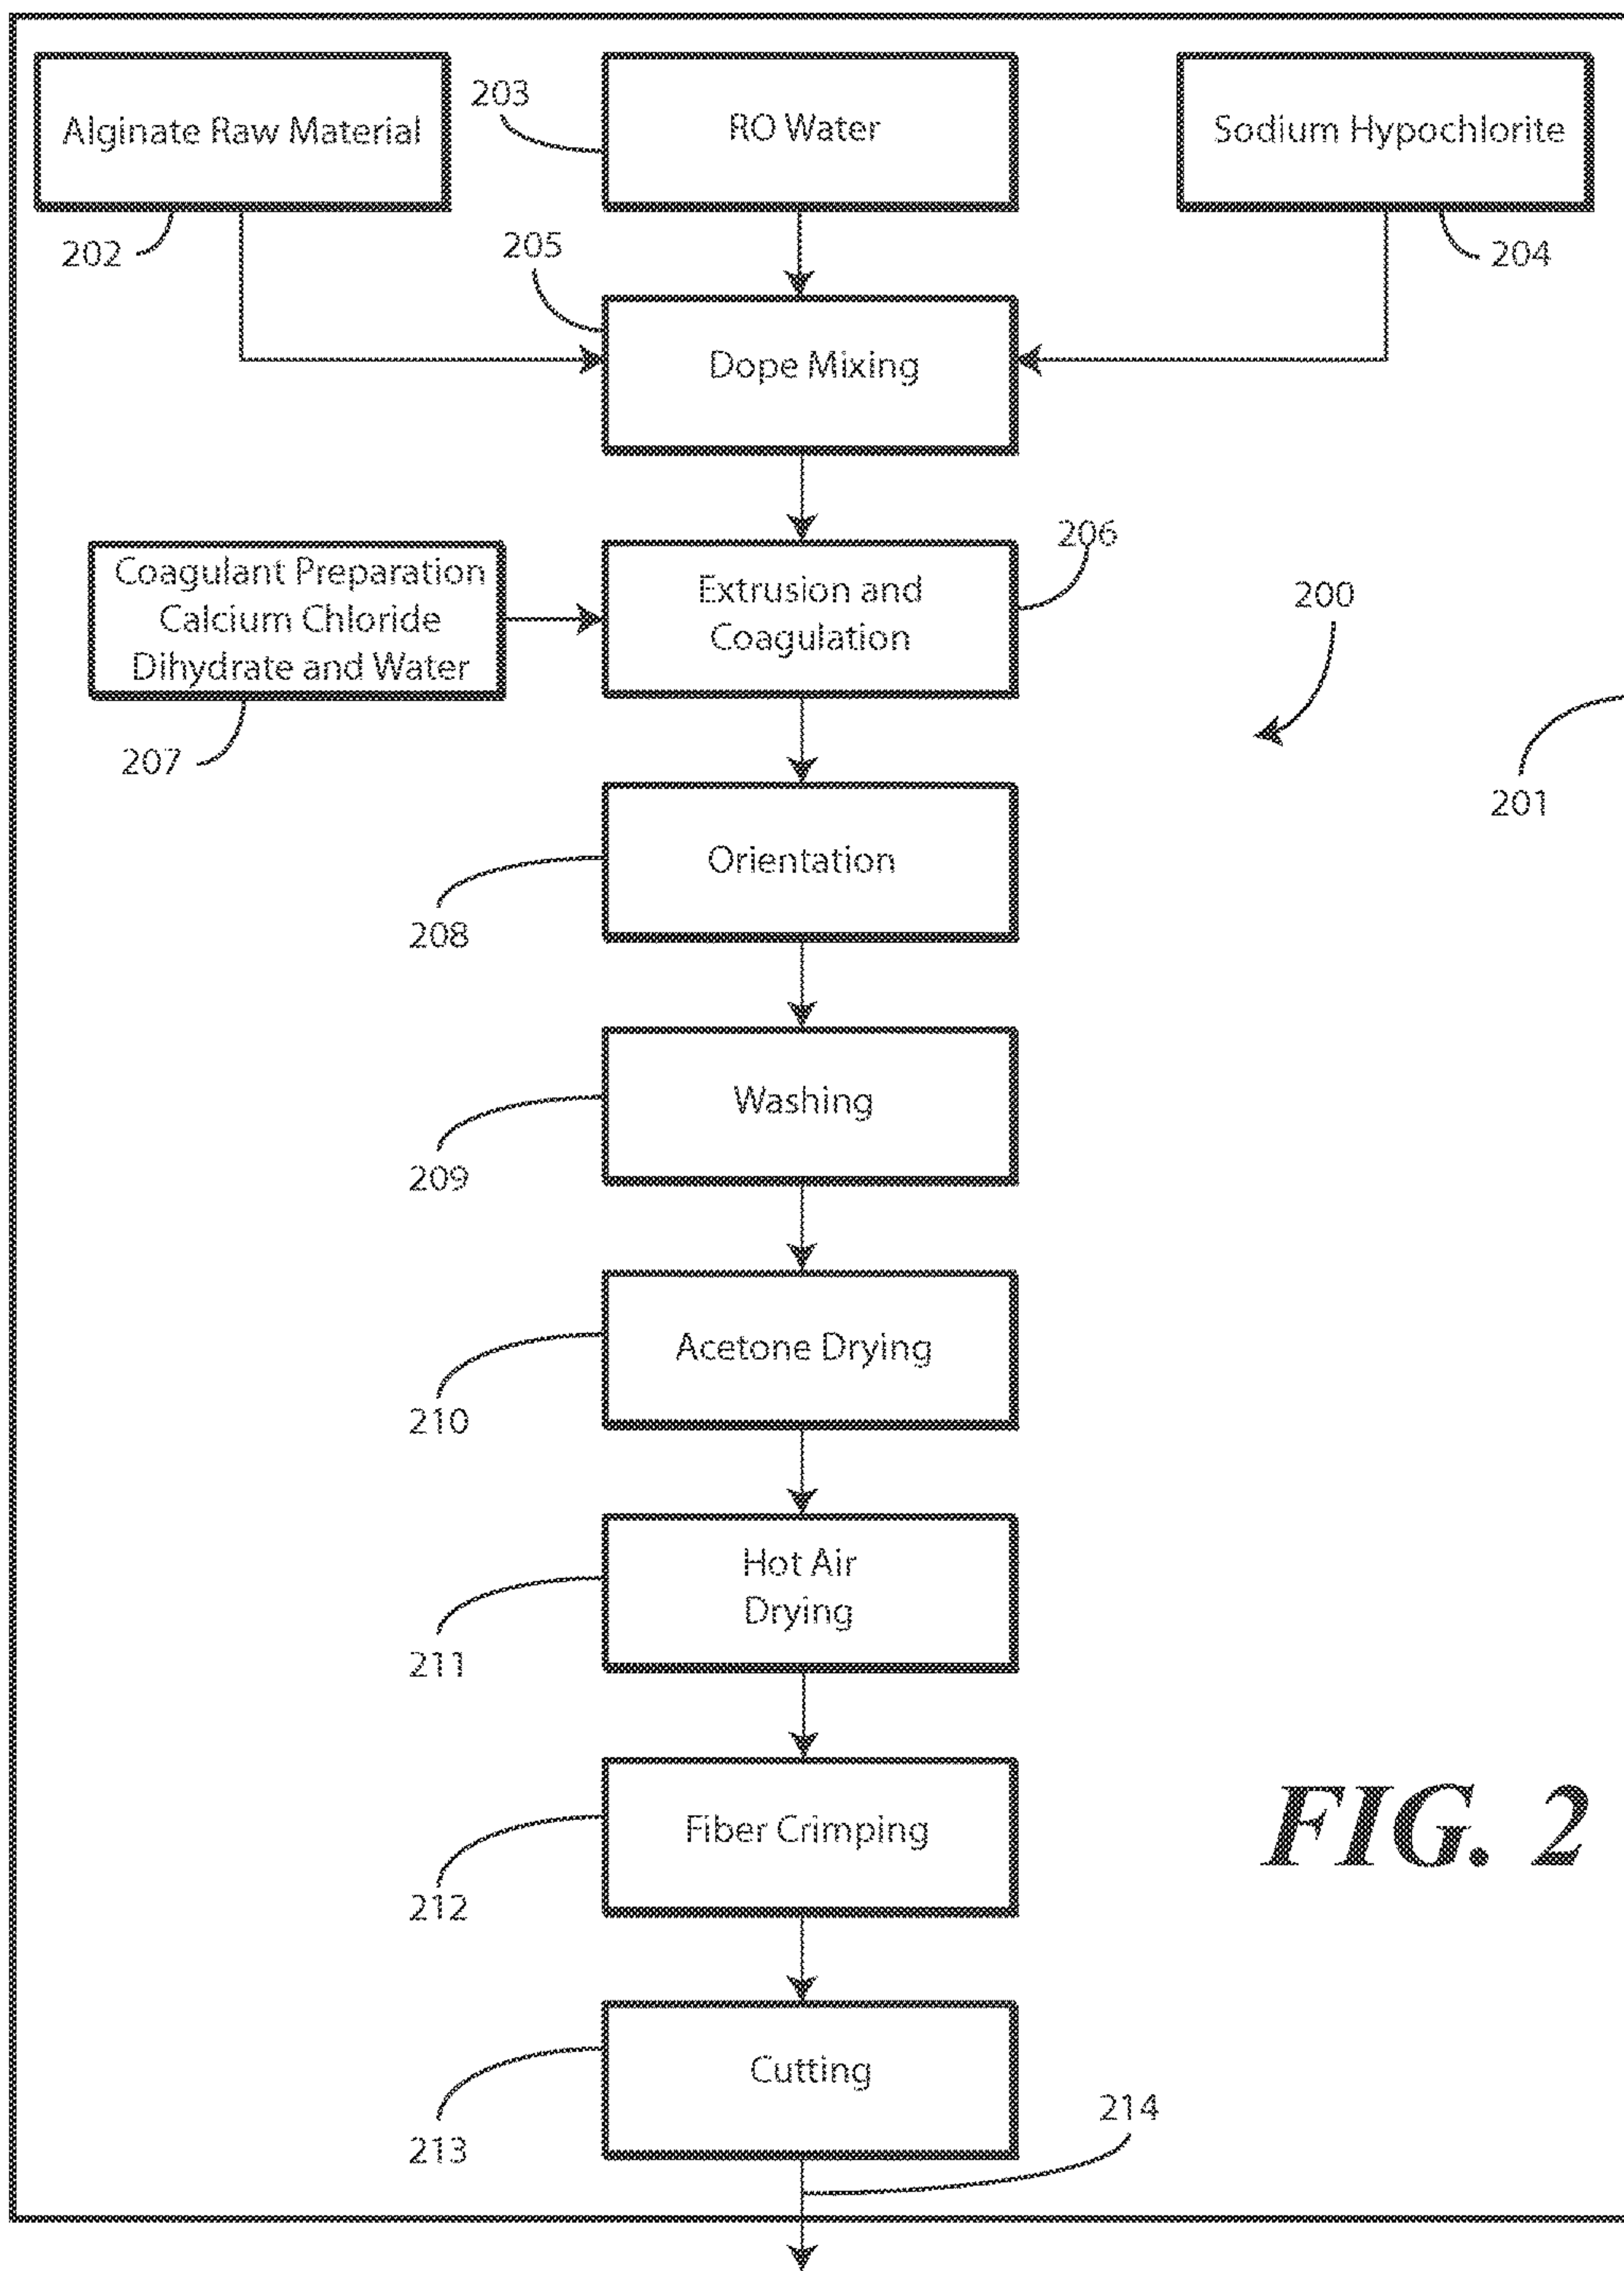 Alginate Raw Material
203
RO Water
Sodium Hypochlorite
202
205
204
Dope Mixing
206
Coagulant Preparation
Calcium Chloride
Dihydrate and Water
Extrusion and
Coagulation
200
207
201
Orientation
208
Washing
209
Acetone Drying
210
Hot Air
Drying
211
Fiber Crimping
FIG. 2
212
Cutting
214
213